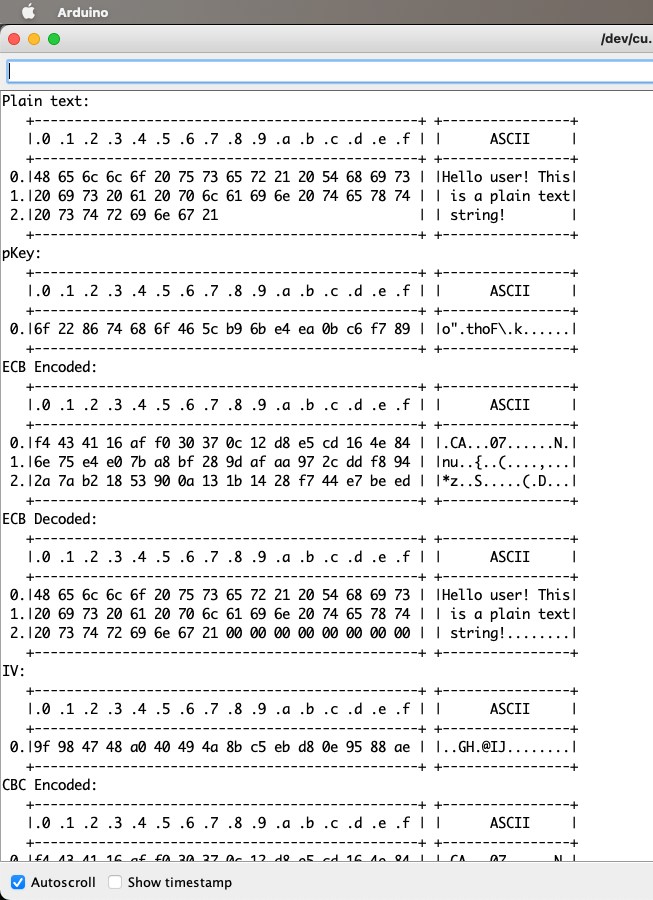 Arduino
/dev/cu.
Plain text:
+------------------------------------------------+ +----------------+
|.0 .1 .2 .3 .4 .5 .6 .7 .8 .9 .a .b .c .d .e .f | |      ASCII     |
+------------------------------------------------+ +----------------+
0.|48 65 6c 6c 6f 20 75 73 65 72 21 20 54 68 69 73 | |Hello user! This|
1.|20 69 73 20 61 20 70 6c 61 69 6e 20 74 65 78 74 | | is a plain text|
2.|20 73 74 72 69 6e 67 21                         | | string!        |
+------------------------------------------------+ +----------------+
pKey:
+------------------------------------------------+ +----------------+
|.0 .1 .2 .3 .4 .5 .6 .7 .8 .9 .a .b .c .d .e .f | |      ASCII     |
+------------------------------------------------+ +----------------+
0.|6f 22 86 74 68 6f 46 5c b9 6b e4 ea 0b c6 f7 89 | |o".thoF\.k......|
+------------------------------------------------+ +----------------+
ECB Encoded:
+------------------------------------------------+ +----------------+
|.0 .1 .2 .3 .4 .5 .6 .7 .8 .9 .a .b .c .d .e .f | |      ASCII     |
+------------------------------------------------+ +----------------+
0.|f4 43 41 16 af f0 30 37 0c 12 d8 e5 cd 16 4e 84 | |.CA...07......N.|
1.|6e 75 e4 e0 7b a8 bf 28 9d af aa 97 2c dd f8 94 | |nu..{..(....,...|
2.|2a 7a b2 18 53 90 0a 13 1b 14 28 f7 44 e7 be ed | |*z..S.....(.D...|
+------------------------------------------------+ +----------------+
ECB Decoded:
+------------------------------------------------+ +----------------+
|.0 .1 .2 .3 .4 .5 .6 .7 .8 .9 .a .b .c .d .e .f | |      ASCII     |
+------------------------------------------------+ +----------------+
0.|48 65 6c 6c 6f 20 75 73 65 72 21 20 54 68 69 73 | |Hello user! This|
1.|20 69 73 20 61 20 70 6c 61 69 6e 20 74 65 78 74 | | is a plain text|
2.|20 73 74 72 69 6e 67 21 00 00 00 00 00 00 00 00 | | string!........|
+------------------------------------------------+ +----------------+
IV:
+------------------------------------------------+ +----------------+
|.0 .1 .2 .3 .4 .5 .6 .7 .8 .9 .a .b .c .d .e .f | |      ASCII     |
+------------------------------------------------+ +----------------+
0.|9f 98 47 48 a0 40 49 4a 8b c5 eb d8 0e 95 88 ae | |..GH.@IJ........|
+------------------------------------------------+ +----------------+
CBC Encoded:
+------------------------------------------------+ +----------------+
|.0 .1 .2 .3 .4 .5 .6 .7 .8 .9 .a .b .c .d .e .f | |      ASCII     |
+------------------------------------------------+ +----------------+
0.|f4 43 41 16 af f0 30 37 0c 12 d8 e5 cd 16 4e 84 | |.CA...07......N.|
Autoscroll
Show timestamp